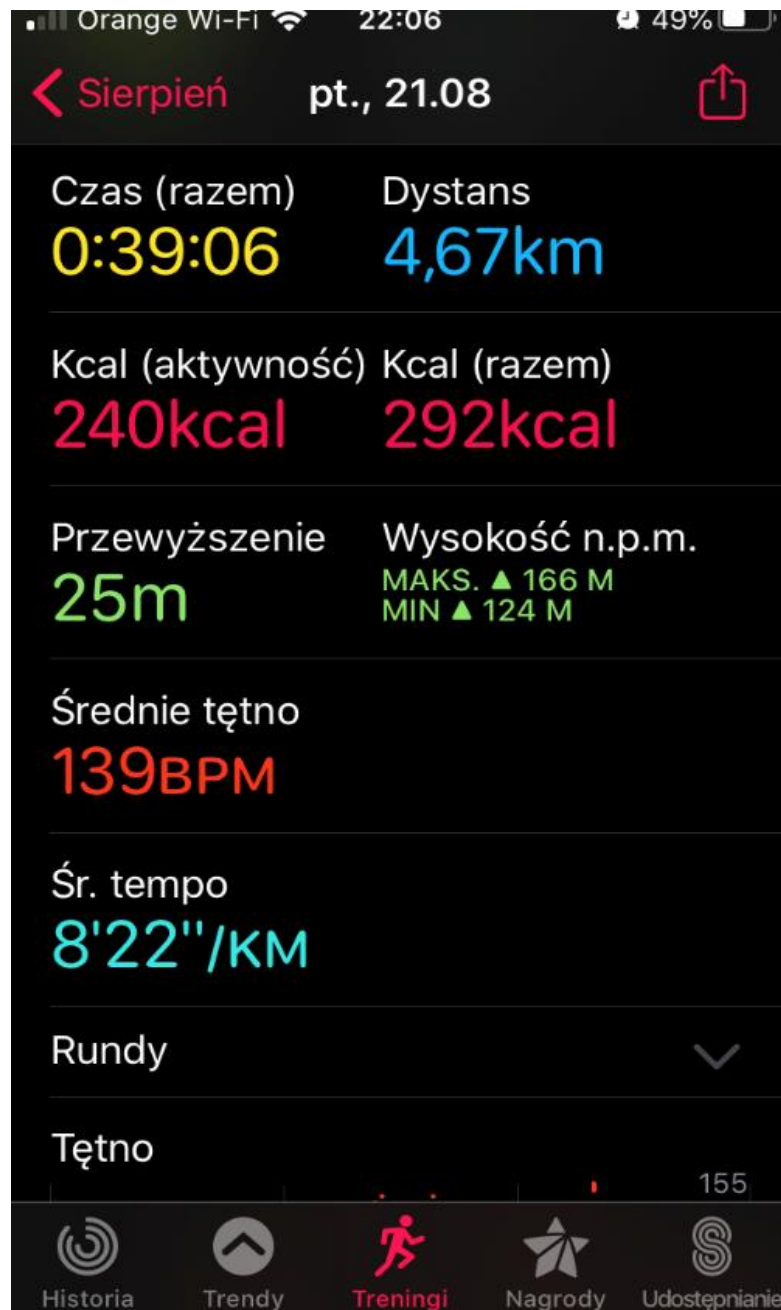 Orange Wi-Fi 22:06 49%
Sierpień pt., 21.08
Czas (razem) Dystans
0:39:06 4,67km
Kcal (aktywność) Kcal (razem)
240kcal 292kcal
Przewyższenie Wysokość n.p.m.
25m MAKS. ▲ 166 M
MIN ▲ 124 M
Średnie tętno
139BPM
Śr. tempo
8'22"/KM
Rundy
Tętno
155
Historia Trendy Treningi Nagrody Udostępnianie